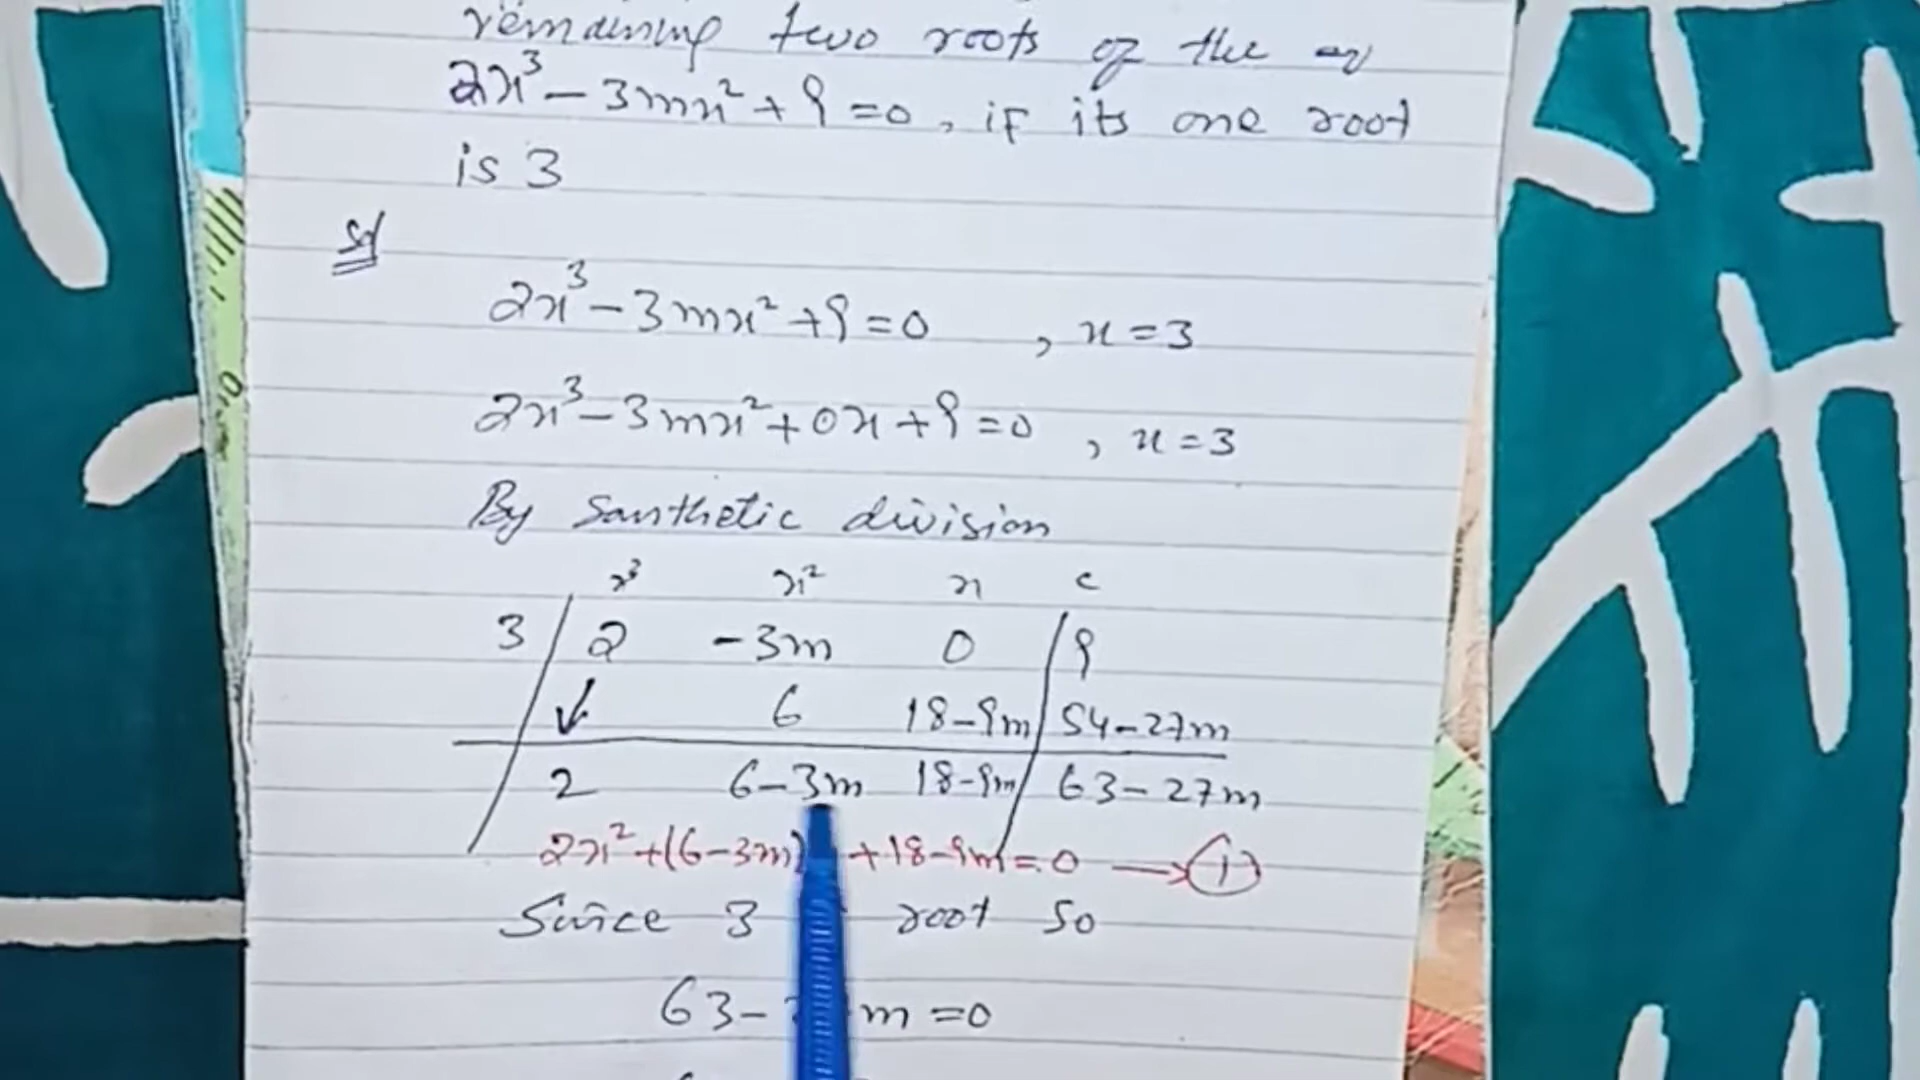 remaining two roots of the eq
2x³ - 3mx² + 9 = 0, if its one root
is 3
Sol
2x³ - 3mx² + 9 = 0 , x = 3
2x³ - 3mx² + 0x + 9 = 0 , x = 3
By Santhetic division
x³ x² x c
3 2 -3m 0 9
↓ 6 18-9m 54-27m
2 6-3m 18-9m 63-27m
2x² + (6-3m) + 18-9m = 0 → 1
Since 3 root So
63- m = 0